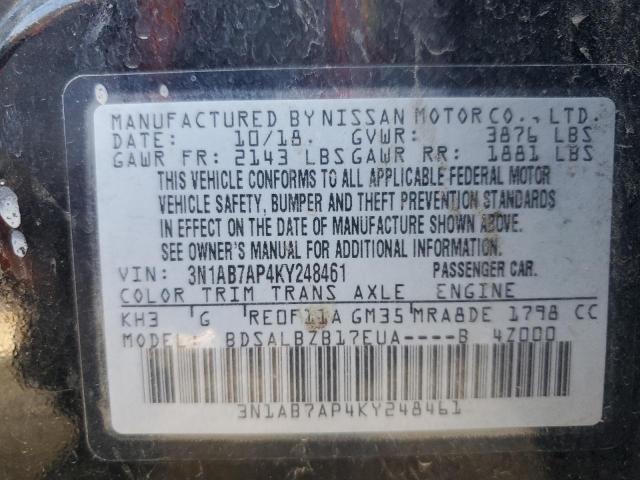 MANUFACTURED BY NISSAN MOTOR CO., LTD.
DATE: 10/18. GVWR: 3876 LBS
GAWR FR: 2143 LBS GAWR RR: 1881 LBS
THIS VEHICLE CONFORMS TO ALL APPLICABLE FEDERAL MOTOR
VEHICLE SAFETY, BUMPER AND THEFT PREVENTION STANDARDS
IN EFFECT ON THE DATE OF MANUFACTURE SHOWN ABOVE.
SEE OWNER'S MANUAL FOR ADDITIONAL INFORMATION.
VIN: 3N1AB7AP4KY248461 PASSENGER CAR.
COLOR TRIM TRANS AXLE ENGINE
KH3 G RE0F11A GM35 MRA8DE 1798 CC
MODEL: BDSALBZB17EUA----B 4Z000
3N1AB7AP4KY248461